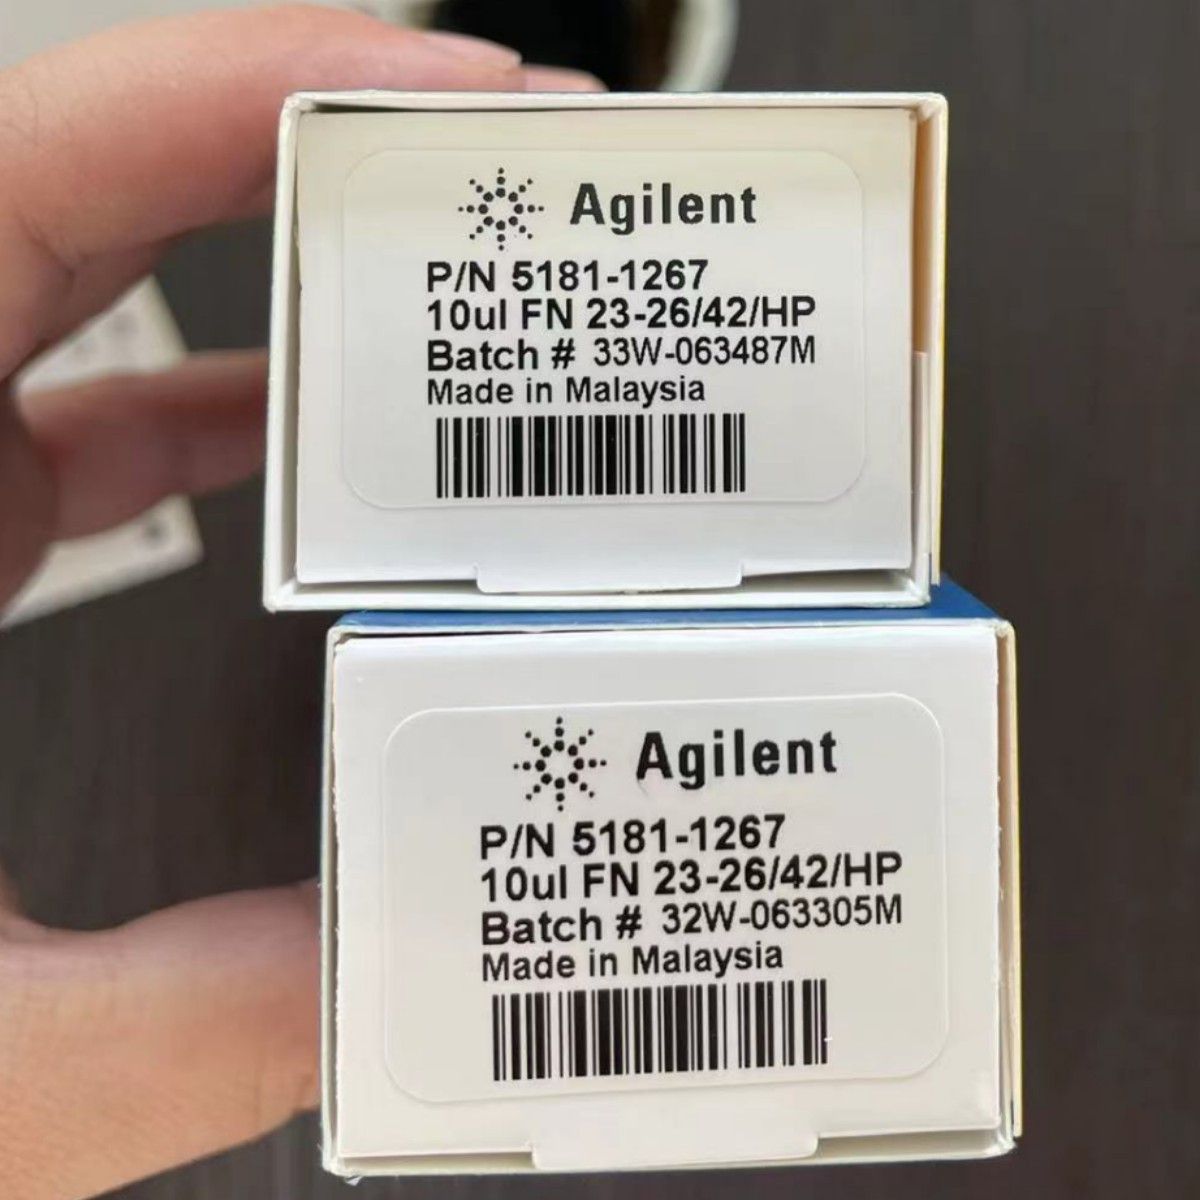 Agilent
P/N 5181-1267
10ul FN 23-26/42/HP
Batch # 33W-063487M
Made in Malaysia
Agilent
P/N 5181-1267
10ul FN 23-26/42/HP
Batch # 32W-063305M
Made in Malaysia